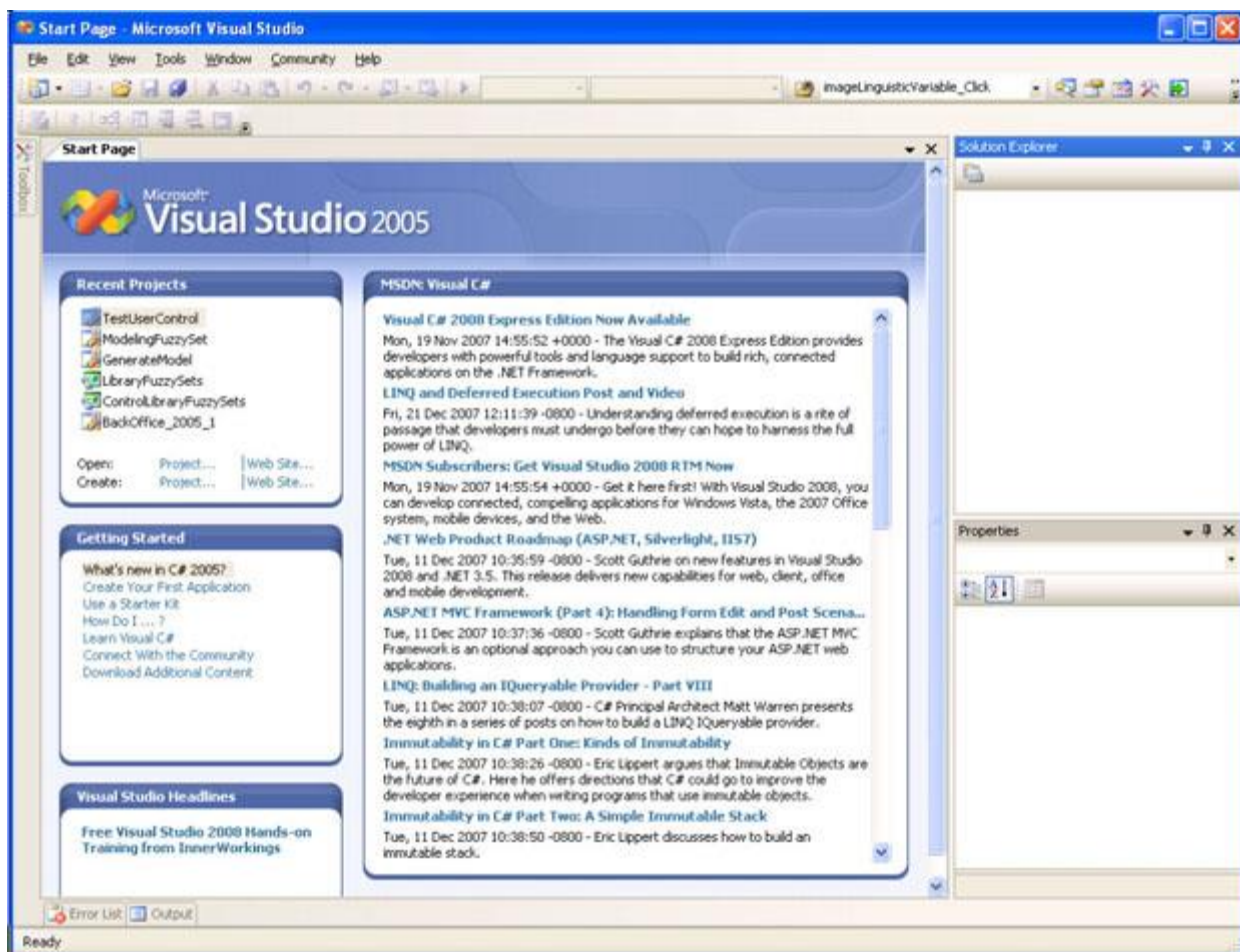 Start Page - Microsoft Visual Studio
File Edit View Tools Window Community Help
imageLinguisticVariable_Click
Toolbox
Start Page
Solution Explorer
Microsoft
Visual Studio 2005
Recent Projects
TestUserControl
ModelingFuzzySet
GenerateModel
LibraryFuzzySets
ControlLibraryFuzzySets
BackOffice_2005_1
Open: Project... Web Site...
Create: Project... Web Site...
Getting Started
What's new in C# 2005?
Create Your First Application
Use a Starter Kit
How Do I ... ?
Learn Visual C#
Connect With the Community
Download Additional Content
Visual Studio Headlines
Free Visual Studio 2008 Hands-on
Training from InnerWorkings
MSDN: Visual C#
Visual C# 2008 Express Edition Now Available
Mon, 19 Nov 2007 14:55:52 +0000 - The Visual C# 2008 Express Edition provides
developers with powerful tools and language support to build rich, connected
applications on the .NET Framework.
LINQ and Deferred Execution Post and Video
Fri, 21 Dec 2007 12:11:39 -0800 - Understanding deferred execution is a rite of
passage that developers must undergo before they can hope to harness the full
power of LINQ.
MSDN Subscribers: Get Visual Studio 2008 RTM Now
Mon, 19 Nov 2007 14:55:54 +0000 - Get it here first! With Visual Studio 2008, you
can develop connected, compelling applications for Windows Vista, the 2007 Office
system, mobile devices, and the Web.
.NET Web Product Roadmap (ASP.NET, Silverlight, IIS7)
Tue, 11 Dec 2007 10:35:59 -0800 - Scott Guthrie on new features in Visual Studio
2008 and .NET 3.5. This release delivers new capabilities for web, client, office
and mobile development.
ASP.NET MVC Framework (Part 4): Handling Form Edit and Post Scena...
Tue, 11 Dec 2007 10:37:36 -0800 - Scott Guthrie explains that the ASP.NET MVC
Framework is an optional approach you can use to structure your ASP.NET web
applications.
LINQ: Building an IQueryable Provider - Part VIII
Tue, 11 Dec 2007 10:38:07 -0800 - C# Principal Architect Matt Warren presents
the eighth in a series of posts on how to build a LINQ IQueryable provider.
Immutability in C# Part One: Kinds of Immutability
Tue, 11 Dec 2007 10:38:26 -0800 - Eric Lippert argues that Immutable Objects are
the future of C#. Here he offers directions that C# could go to improve the
developer experience when writing programs that use immutable objects.
Immutability in C# Part Two: A Simple Immutable Stack
Tue, 11 Dec 2007 10:38:50 -0800 - Eric Lippert discusses how to build an
immutable stack.
Properties
Error List Output
Ready